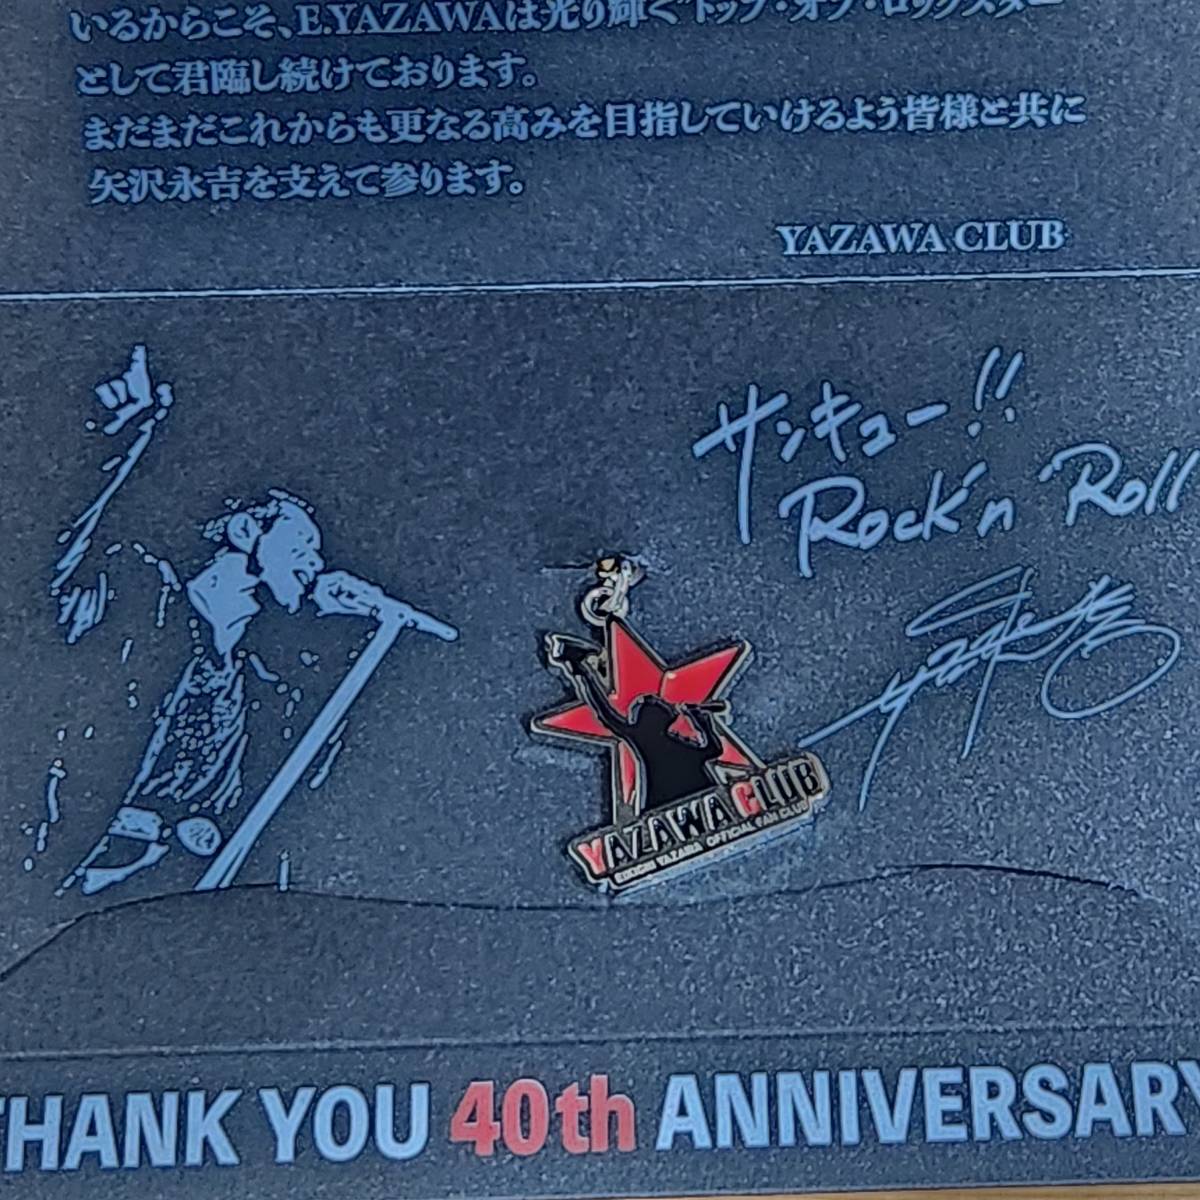 いるからこそ、E.YAZAWAは光り輝く"トップ・オブ・ロックスター
として君臨し続けております。
まだまだこれからも更なる高みを目指していけるよう皆様と共に
矢沢永吉を支えて参ります。
YAZAWA CLUB
サンキュー!!
Rock'n Roll
YAZAWA CLUB
EIKICHI YAZAWA OFFICIAL FAN CLUB
THANK YOU 40th ANNIVERSARY